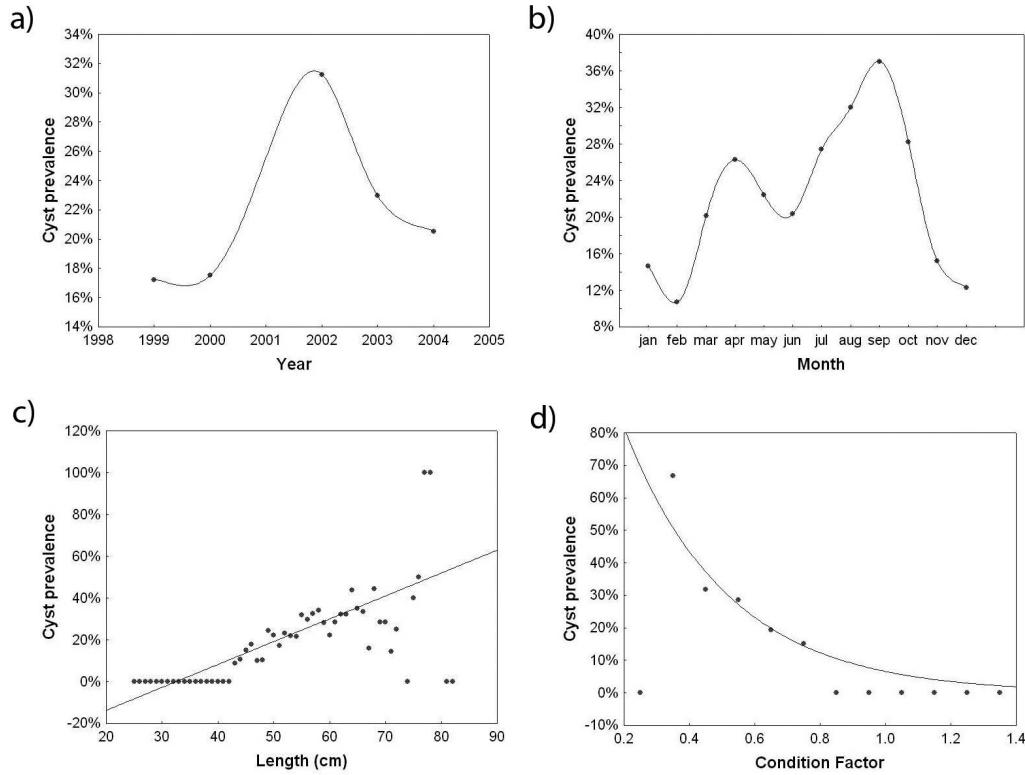 a)
34%
32%
30%
28%
26%
24%
22%
20%
18%
16%
14%
Cyst prevalence
1998 1999 2000 2001 2002 2003 2004 2005
Year
b)
40%
36%
32%
28%
24%
20%
16%
12%
8%
Cyst prevalence
jan feb mar apr may jun jul aug sep oct nov dec
Month
c)
120%
100%
80%
60%
40%
20%
0%
-20%
Cyst prevalence
20 30 40 50 60 70 80 90
Length (cm)
d)
80%
70%
60%
50%
40%
30%
20%
10%
0%
-10%
Cyst prevalence
0.2 0.4 0.6 0.8 1.0 1.2 1.4
Condition Factor